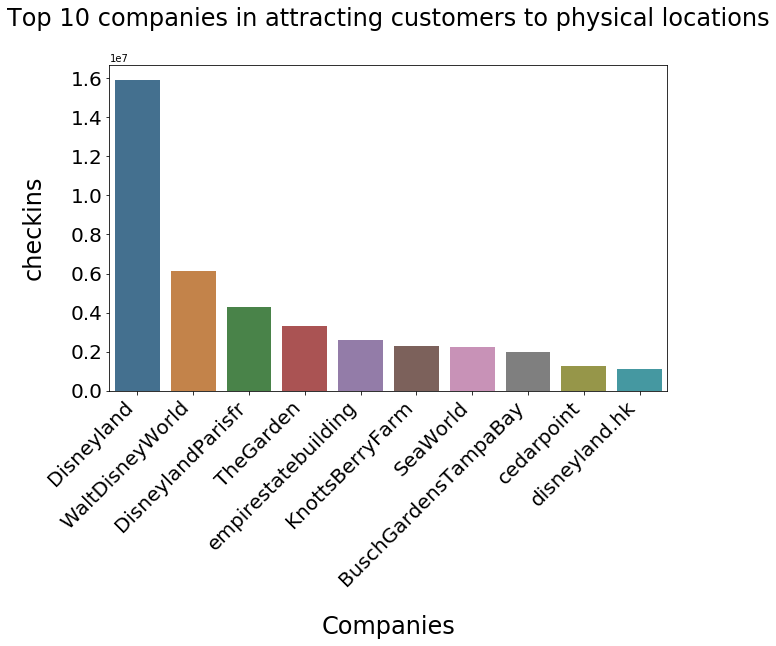 Top 10 companies in attracting customers to physical locations
1e7
1.6
1.4
1.2
1.0
0.8
0.6
0.4
0.2
0.0
checkins
Disneyland
WaltDisneyWorld
DisneylandParisfr
TheGarden
empirestatebuilding
KnottsBerryFarm
SeaWorld
BuschGardensTampaBay
cedarpoint
disneyland.hk
Companies